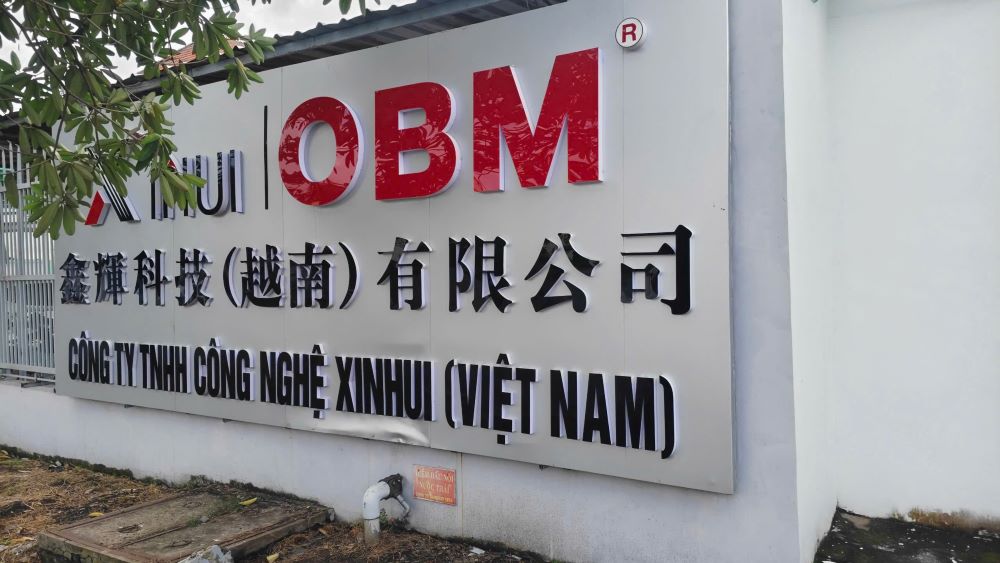 XINHUI | OBM ®
鑫輝科技(越南)有限公司
CÔNG TY TNHH CÔNG NGHỆ XINHUI (VIỆT NAM)